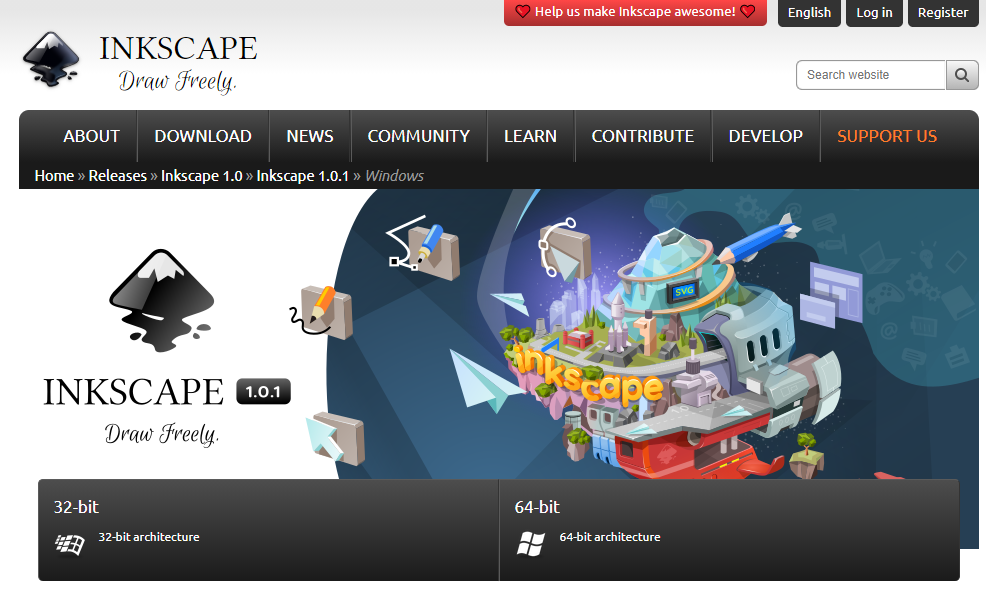 Help us make Inkscape awesome!
English
Log in
Register
INKSCAPE
Draw Freely.
Search website
ABOUT
DOWNLOAD
NEWS
COMMUNITY
LEARN
CONTRIBUTE
DEVELOP
SUPPORT US
Home » Releases » Inkscape 1.0 » Inkscape 1.0.1 » Windows
SVG
inkscape
INKSCAPE 1.0.1
Draw Freely.
32-bit
32-bit architecture
64-bit
64-bit architecture